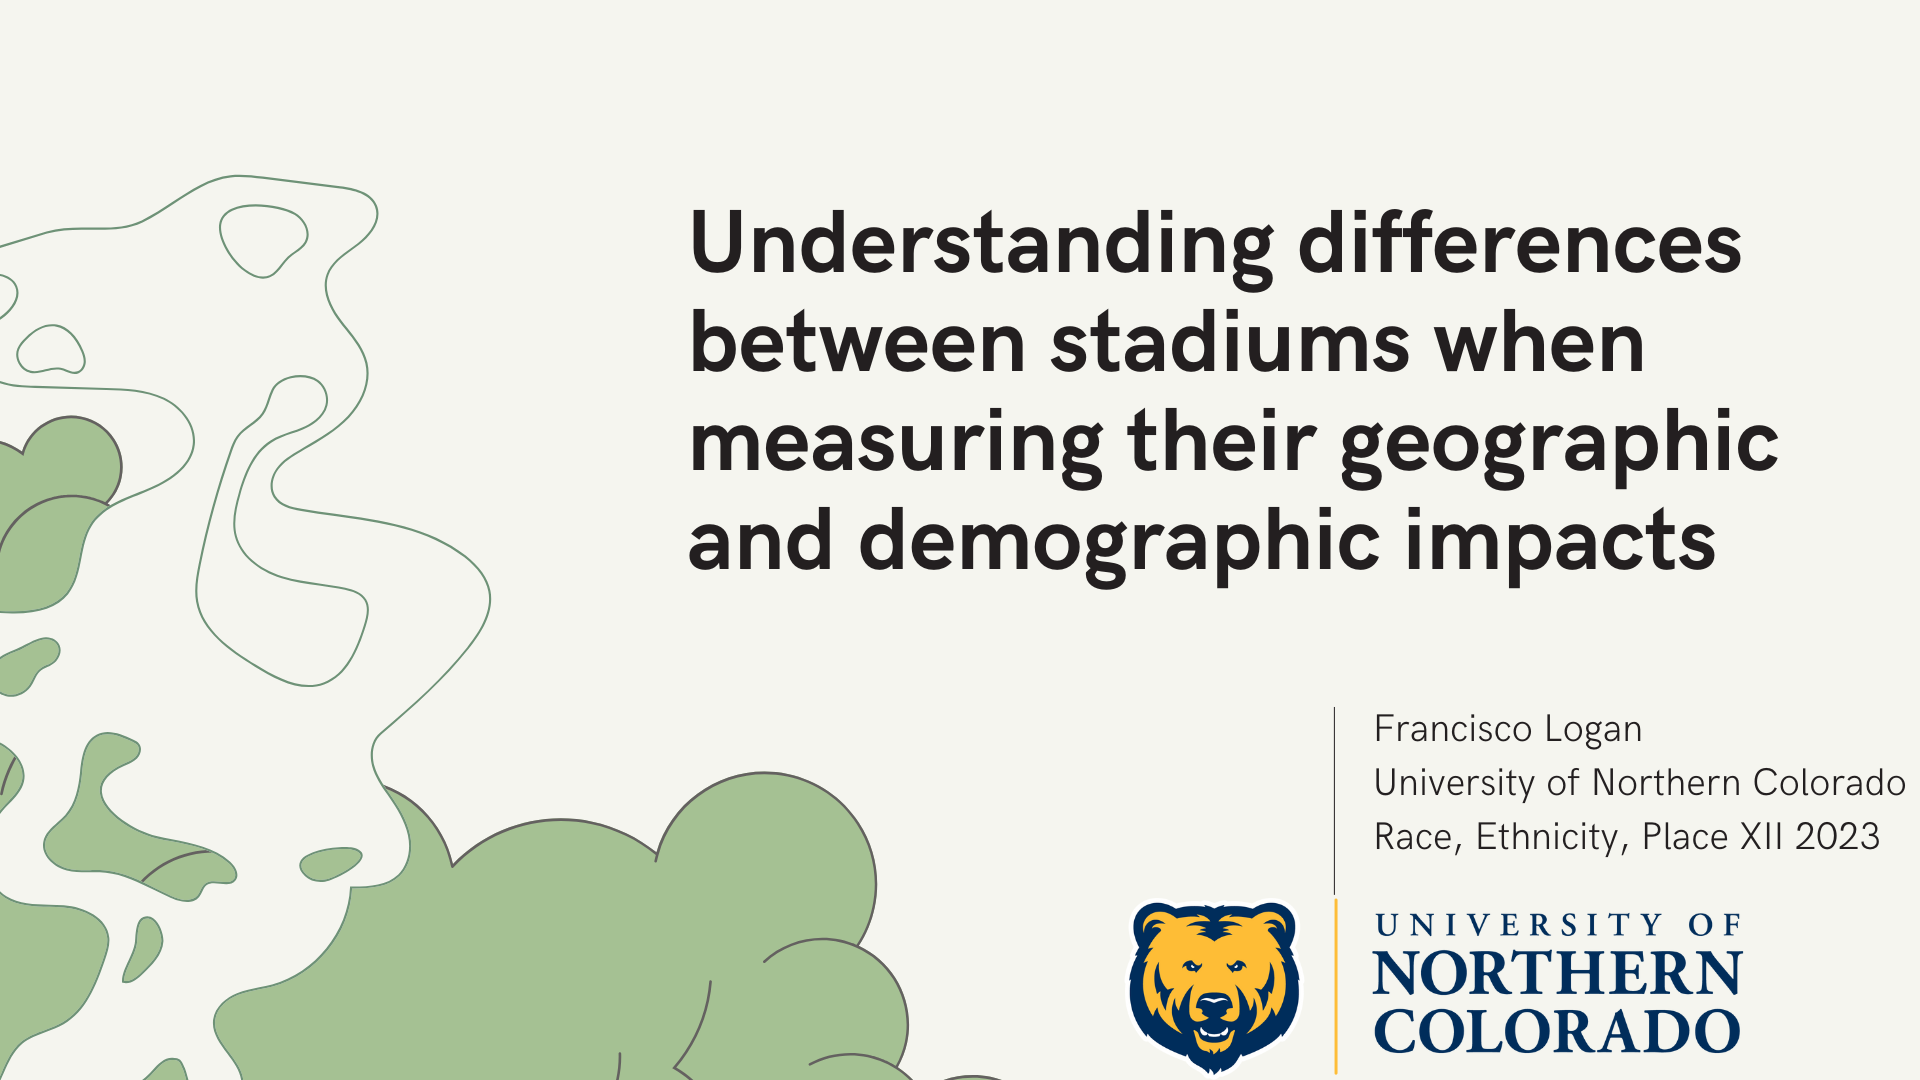 Understanding differences
between stadiums when
measuring their geographic
and demographic impacts
Francisco Logan
University of Northern Colorado
Race, Ethnicity, Place XII 2023
UNIVERSITY OF
NORTHERN
COLORADO